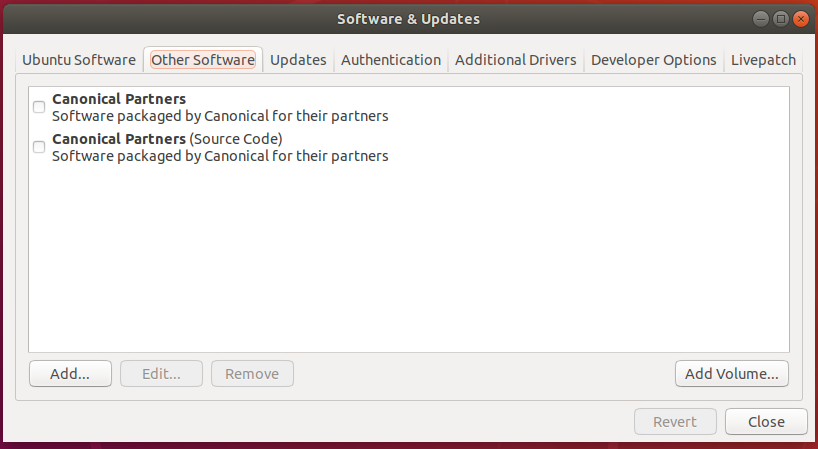 Software & Updates
Ubuntu Software Other Software Updates Authentication Additional Drivers Developer Options Livepatch
Canonical Partners
Software packaged by Canonical for their partners
Canonical Partners (Source Code)
Software packaged by Canonical for their partners
Add... Edit... Remove Add Volume...
Revert Close